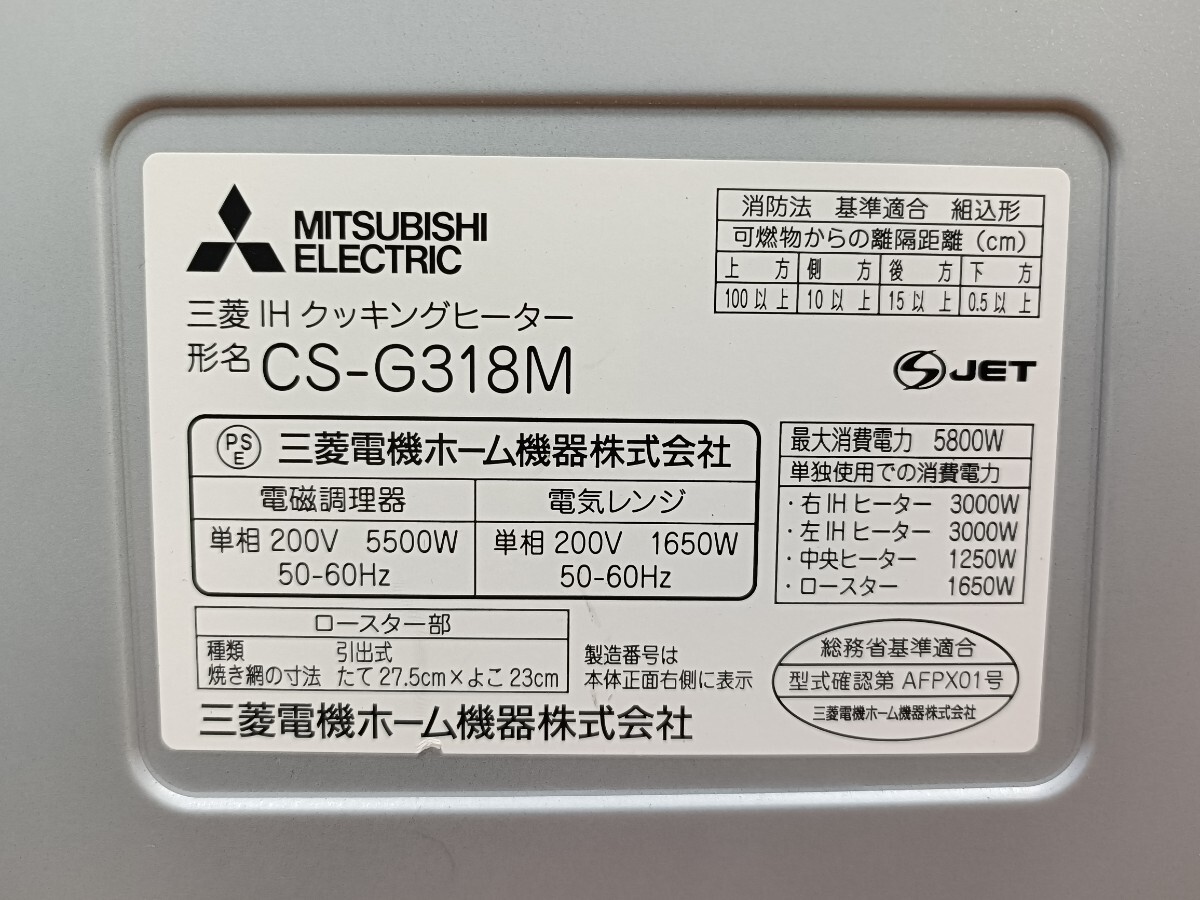 MITSUBISHI
ELECTRIC
三菱 IH クッキングヒーター
形名 CS-G318M
消防法 基準適合 組込形
可燃物からの離隔距離(cm)
上 方 側 方 後 方 下 方
100 以 上 10 以 上 15 以 上 0.5 以 上
JET
PS
E
三菱電機ホーム機器株式会社
電磁調理器 電気レンジ
単相 200V 5500W 単相 200V 1650W
50-60Hz 50-60Hz
最大消費電力 5800W
単独使用での消費電力
・右 IH ヒーター 3000W
・左 IH ヒーター 3000W
・中央ヒーター 1250W
・ロースター 1650W
ロースター部
種類 引出式
焼き網の寸法 たて 27.5cm×よこ 23cm
製造番号は
本体正面右側に表示
三菱電機ホーム機器株式会社
総務省基準適合
型式確認第 AFPX01号
三菱電機ホーム機器株式会社